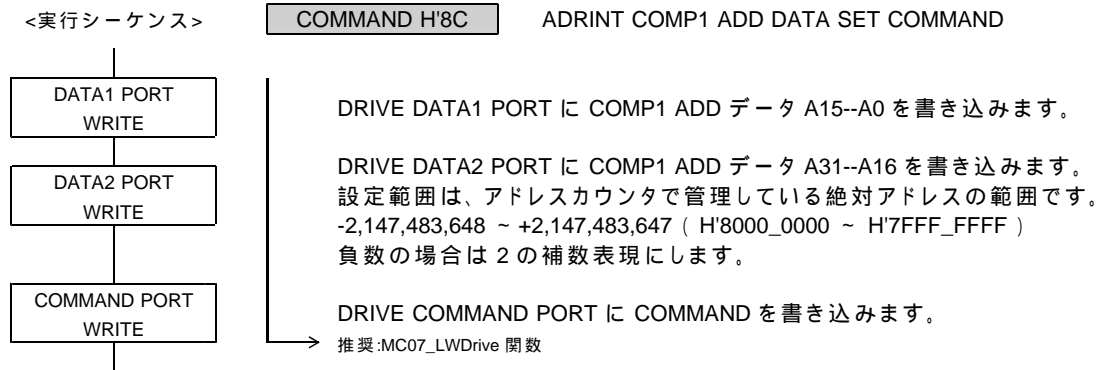 <実行シーケンス>
COMMAND H'8C
ADRINT COMP1 ADD DATA SET COMMAND
DATA1 PORT
WRITE
DRIVE DATA1 PORT に COMP1 ADD データ A15--A0 を書き込みます。
DATA2 PORT
WRITE
DRIVE DATA2 PORT に COMP1 ADD データ A31--A16 を書き込みます。
設定範囲は、アドレスカウンタで管理している絶対アドレスの範囲です。
-2,147,483,648 ~ +2,147,483,647 ( H'8000_0000 ~ H'7FFF_FFFF )
負数の場合は 2 の補数表現にします。
COMMAND PORT
WRITE
DRIVE COMMAND PORT に COMMAND を書き込みます。
推奨:MC07_LWDrive 関数